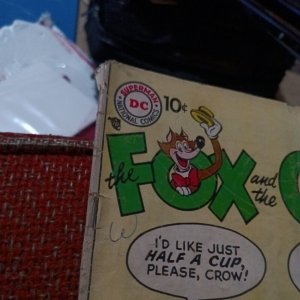 SUPERMAN
DC
NATIONAL COMICS
10¢
the FOX and the C
W
I'D LIKE JUST
HALF A CUP,
PLEASE, CROW!